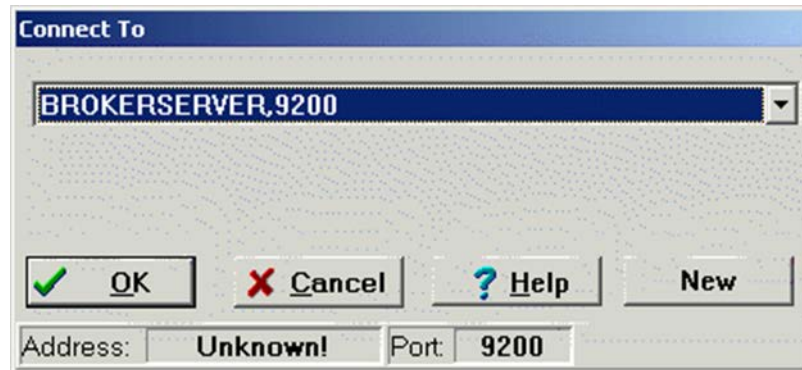 Connect To
BROKERSERVER,9200
OK Cancel Help New
Address: Unknown! Port: 9200